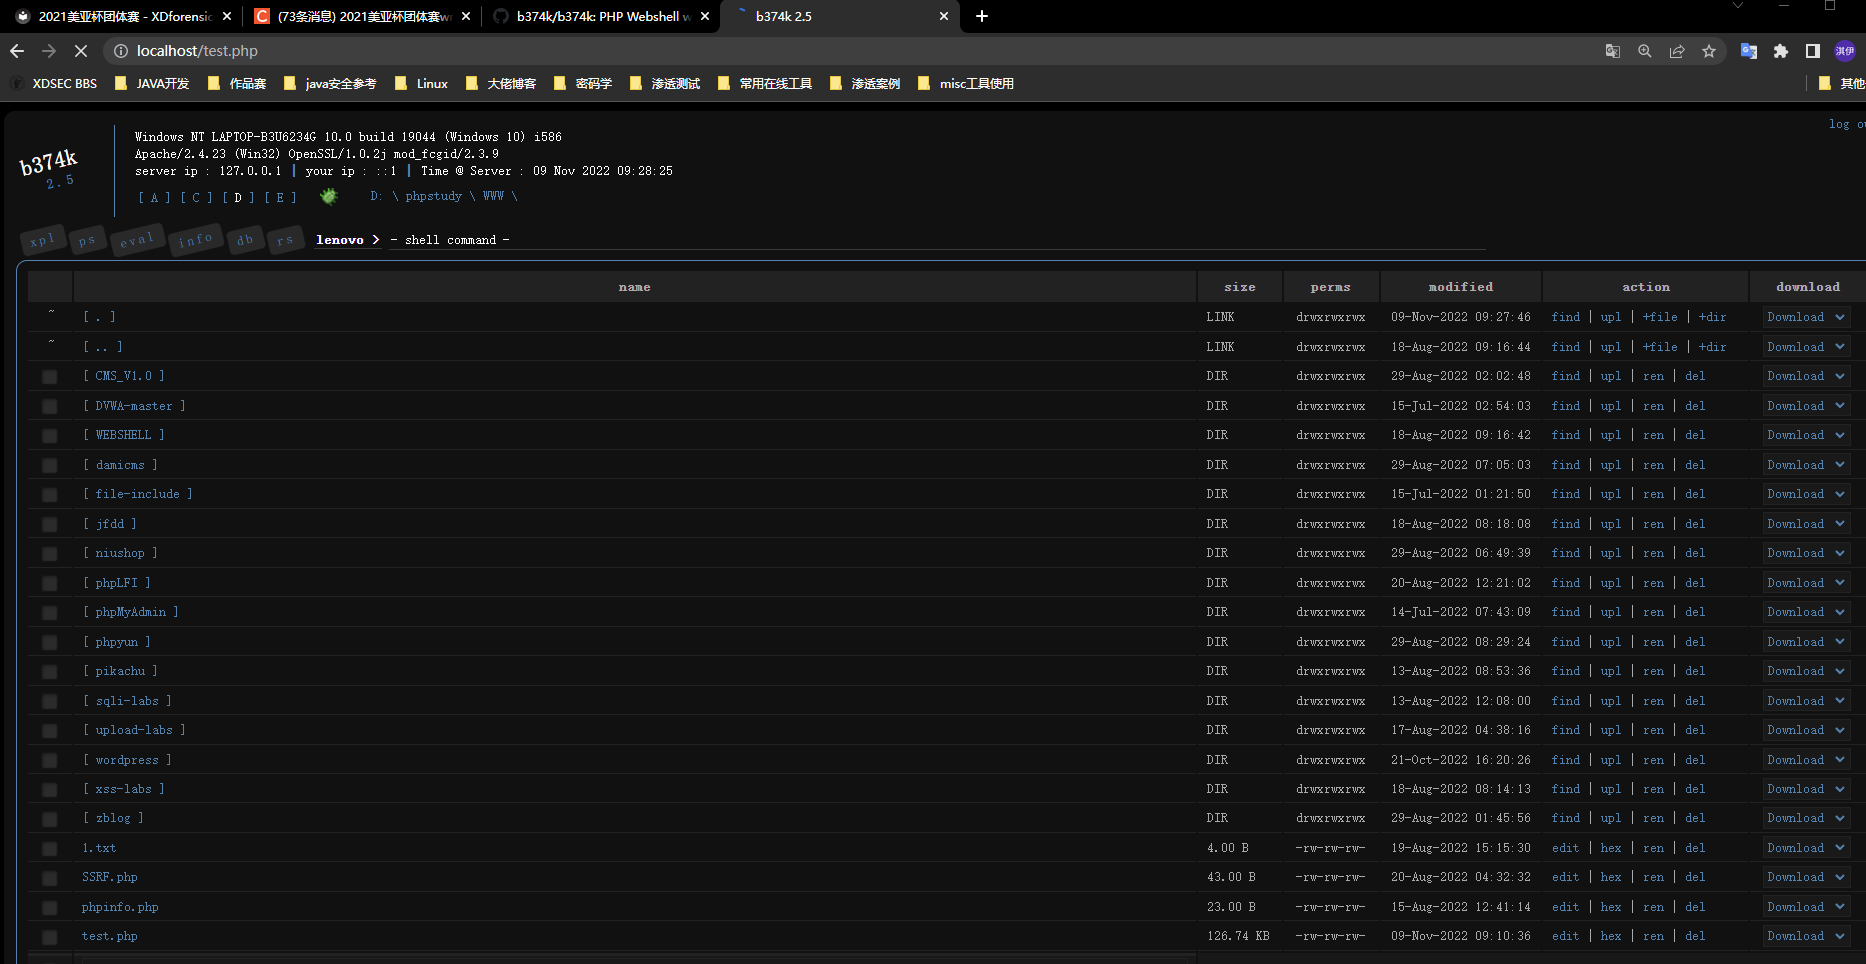 2021美亚杯团体赛 - XDforensic
(73条消息) 2021美亚杯团体赛wr
b374k/b374k: PHP Webshell w
b374k 2.5
localhost/test.php
淇伊
XDSEC BBS JAVA开发 作品赛 java安全参考 Linux 大佬博客 密码学 渗透测试 常用在线工具 渗透案例 misc工具使用 其他
b374k
2.5
Windows NT LAPTOP-B3U6234G 10.0 build 19044 (Windows 10) i586
Apache/2.4.23 (Win32) OpenSSL/1.0.2j mod_fcgid/2.3.9
server ip : 127.0.0.1 | your ip : ::1 | Time @ Server : 09 Nov 2022 09:28:25
[ A ] [ C ] [ D ] [ E ] D: \ phpstudy \ WWW \
log ou
xpl ps eval info db rs lenovo > - shell command -
name size perms modified action download
~ [ . ] LINK drwxrwxrwx 09-Nov-2022 09:27:46 find | upl | +file | +dir Download
~ [ .. ] LINK drwxrwxrwx 18-Aug-2022 09:16:44 find | upl | +file | +dir Download
[ CMS_V1.0 ] DIR drwxrwxrwx 29-Aug-2022 02:02:48 find | upl | ren | del Download
[ DVWA-master ] DIR drwxrwxrwx 15-Jul-2022 02:54:03 find | upl | ren | del Download
[ WEBSHELL ] DIR drwxrwxrwx 18-Aug-2022 09:16:42 find | upl | ren | del Download
[ damicms ] DIR drwxrwxrwx 29-Aug-2022 07:05:03 find | upl | ren | del Download
[ file-include ] DIR drwxrwxrwx 15-Jul-2022 01:21:50 find | upl | ren | del Download
[ jfdd ] DIR drwxrwxrwx 18-Aug-2022 08:18:08 find | upl | ren | del Download
[ niushop ] DIR drwxrwxrwx 29-Aug-2022 06:49:39 find | upl | ren | del Download
[ phpLFI ] DIR drwxrwxrwx 20-Aug-2022 12:21:02 find | upl | ren | del Download
[ phpMyAdmin ] DIR drwxrwxrwx 14-Jul-2022 07:43:09 find | upl | ren | del Download
[ phpyun ] DIR drwxrwxrwx 29-Aug-2022 08:29:24 find | upl | ren | del Download
[ pikachu ] DIR drwxrwxrwx 13-Aug-2022 08:53:36 find | upl | ren | del Download
[ sqli-labs ] DIR drwxrwxrwx 13-Aug-2022 12:08:00 find | upl | ren | del Download
[ upload-labs ] DIR drwxrwxrwx 17-Aug-2022 04:38:16 find | upl | ren | del Download
[ wordpress ] DIR drwxrwxrwx 21-Oct-2022 16:20:26 find | upl | ren | del Download
[ xss-labs ] DIR drwxrwxrwx 18-Aug-2022 08:14:13 find | upl | ren | del Download
[ zblog ] DIR drwxrwxrwx 29-Aug-2022 01:45:56 find | upl | ren | del Download
1.txt 4.00 B -rw-rw-rw- 19-Aug-2022 15:15:30 edit | hex | ren | del Download
SSRF.php 43.00 B -rw-rw-rw- 20-Aug-2022 04:32:32 edit | hex | ren | del Download
phpinfo.php 23.00 B -rw-rw-rw- 15-Aug-2022 12:41:14 edit | hex | ren | del Download
test.php 126.74 KB -rw-rw-rw- 09-Nov-2022 09:10:36 edit | hex | ren | del Download